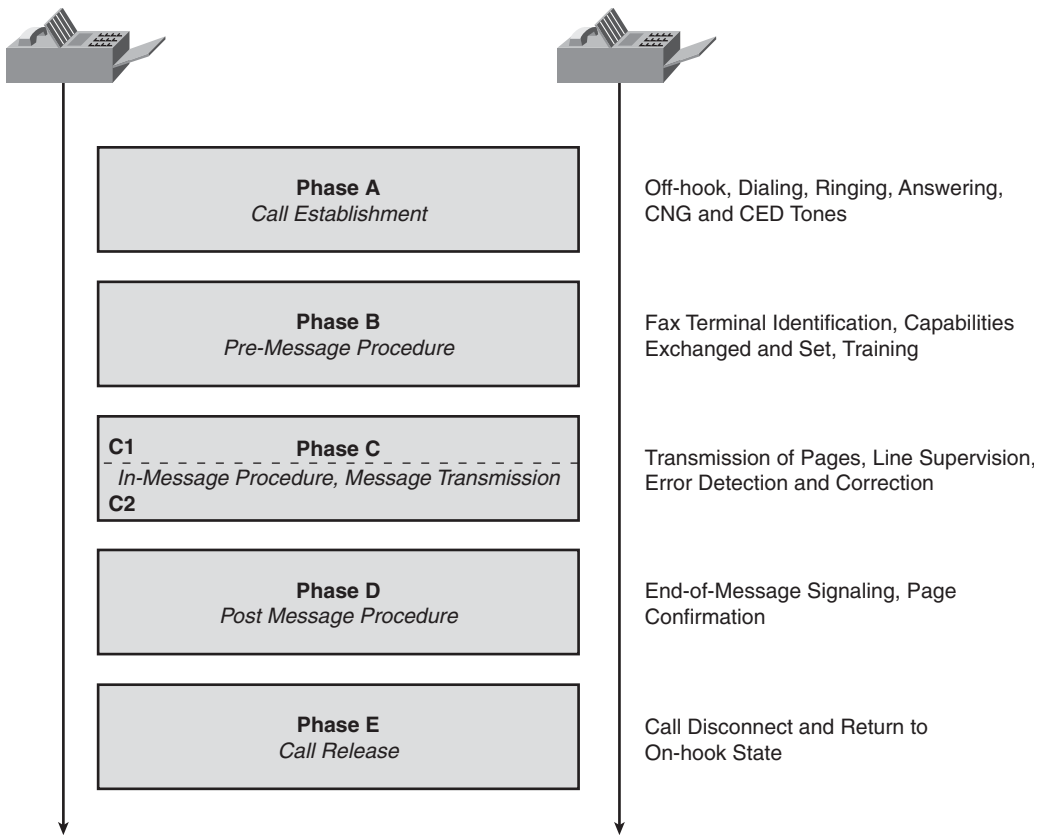 Phase A
Call Establishment
Off-hook, Dialing, Ringing, Answering,
CNG and CED Tones
Phase B
Pre-Message Procedure
Fax Terminal Identification, Capabilities
Exchanged and Set, Training
C1
Phase C
In-Message Procedure, Message Transmission
C2
Transmission of Pages, Line Supervision,
Error Detection and Correction
Phase D
Post Message Procedure
End-of-Message Signaling, Page
Confirmation
Phase E
Call Release
Call Disconnect and Return to
On-hook State